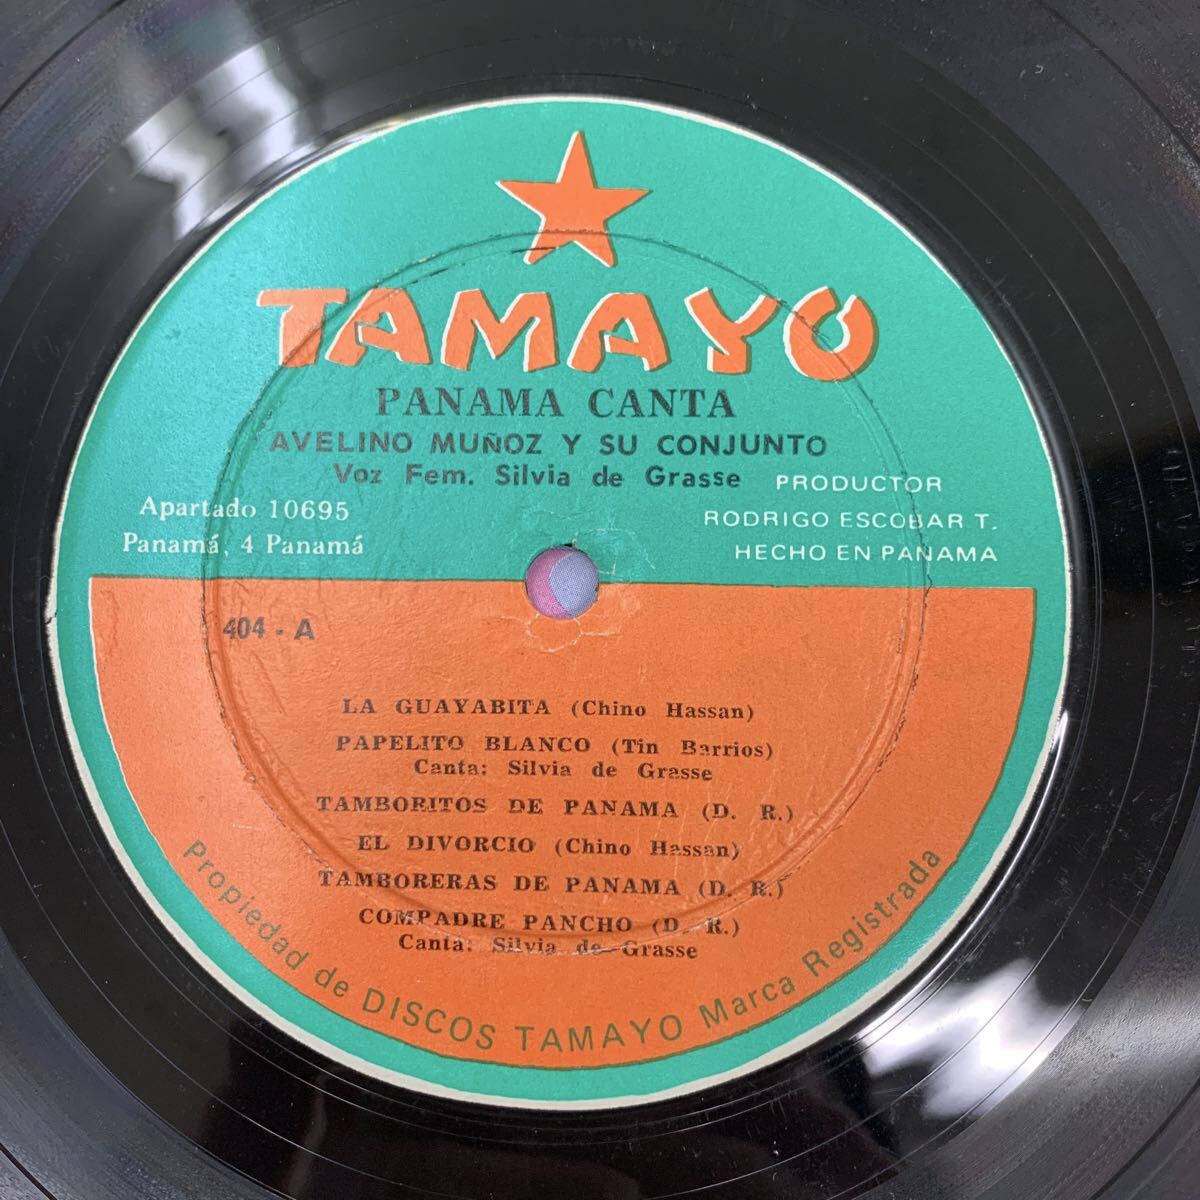 TAMAYO
PANAMA CANTA
AVELINO MUÑOZ Y SU CONJUNTO
Voz Fem. Silvia de Grasse
PRODUCTOR
RODRIGO ESCOBAR T.
HECHO EN PANAMA
Apartado 10695
Panamá, 4 Panamá
404 - A
LA GUAYABITA (Chino Hassan)
PAPELITO BLANCO (Tin Barrios)
Canta: Silvia de Grasse
TAMBORITOS DE PANAMA (D. R.)
EL DIVORCIO (Chino Hassan)
TAMBORERAS DE PANAMA (D. R.)
COMPADRE PANCHO (D. R.)
Canta: Silvia de Grasse
Propiedad de DISCOS TAMAYO Marca Registrada